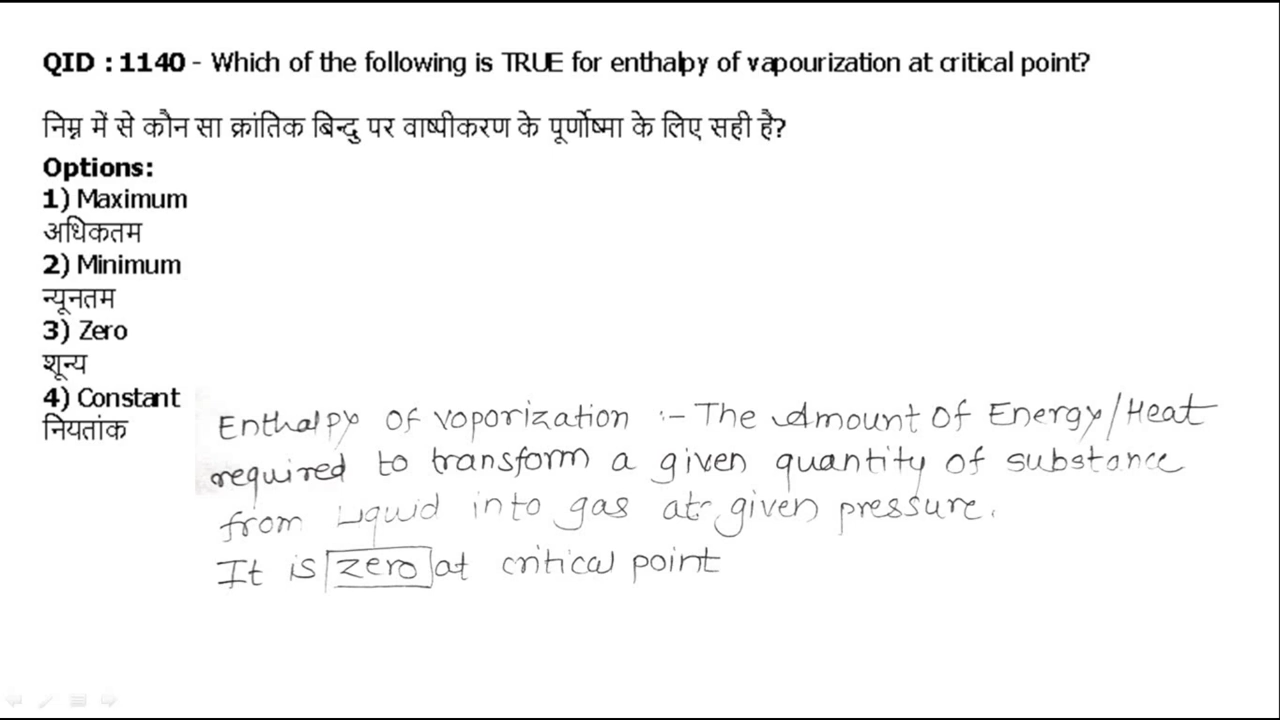 QID : 1140 - Which of the following is TRUE for enthalpy of vapourization at critical point?
निम्न में से कौन सा क्रांतिक बिन्दु पर वाष्पीकरण के पूर्णोष्मा के लिए सही है?
Options:
1) Maximum
अधिकतम
2) Minimum
न्यूनतम
3) Zero
शून्य
4) Constant
नियतांक
Enthalpy of voporization :- The Amount of Energy/Heat
required to transform a given quantity of substance
from Liquid into gas at given pressure.
It is zero at critical point